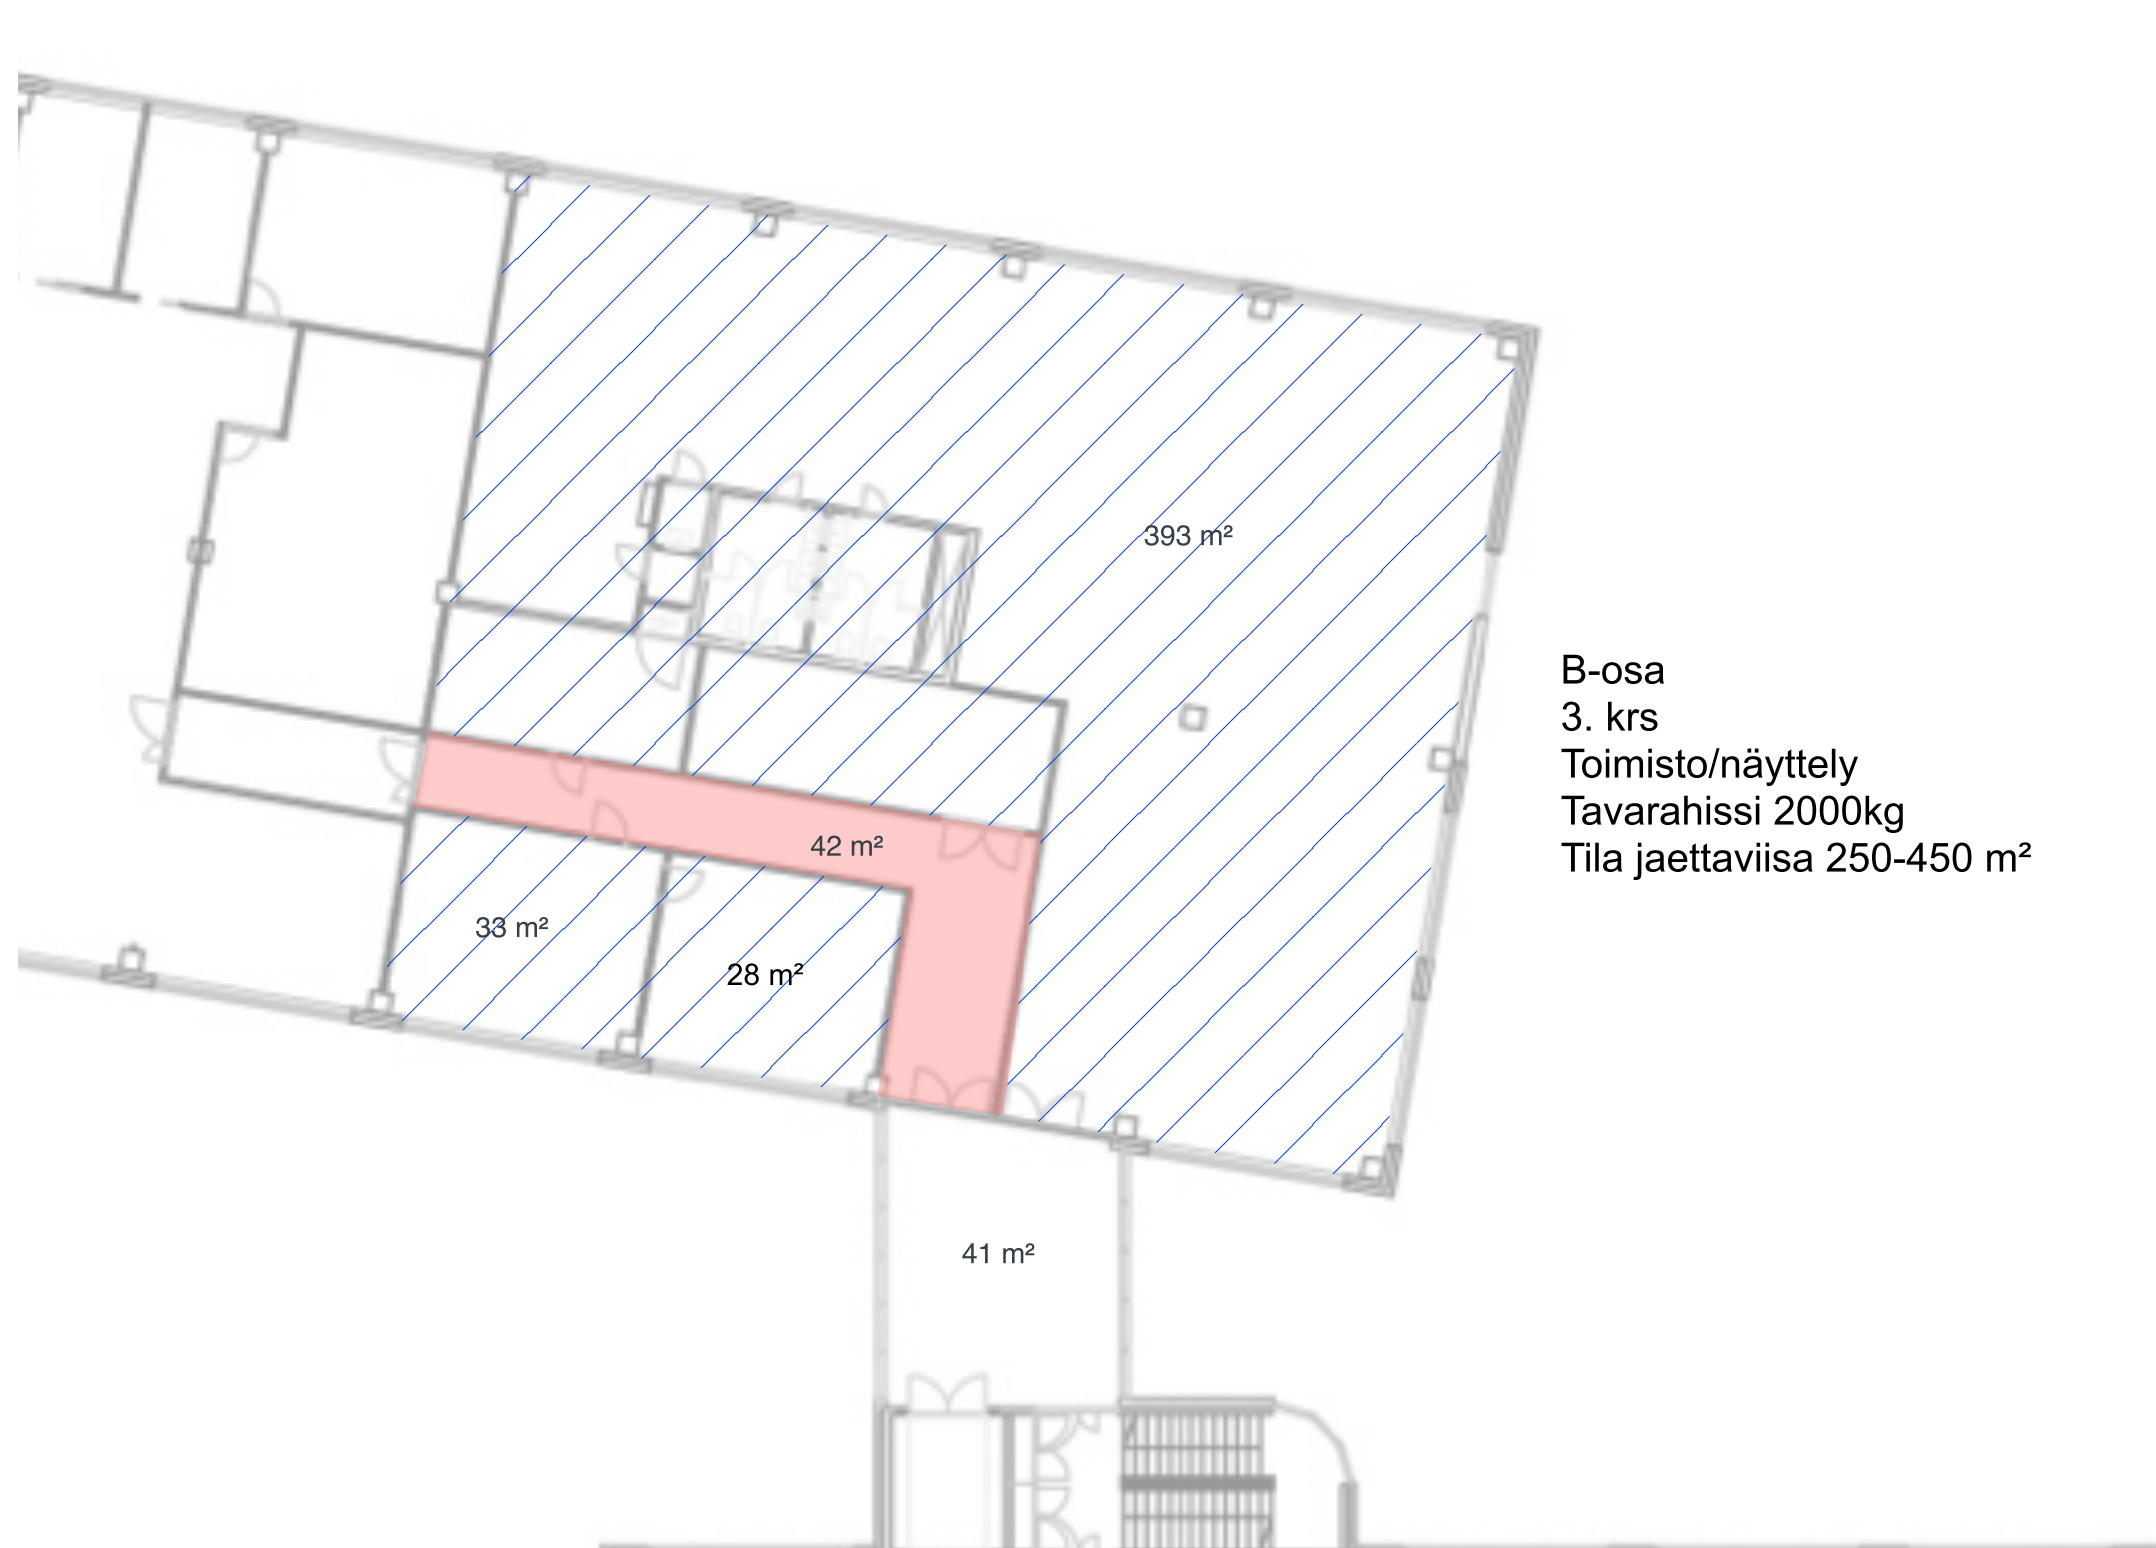 393 m²
B-osa
3. krs
Toimisto/näyttely
Tavarahissi 2000kg
Tila jaettaviisa 250-450 m²
42 m²
33 m²
28 m²
41 m²